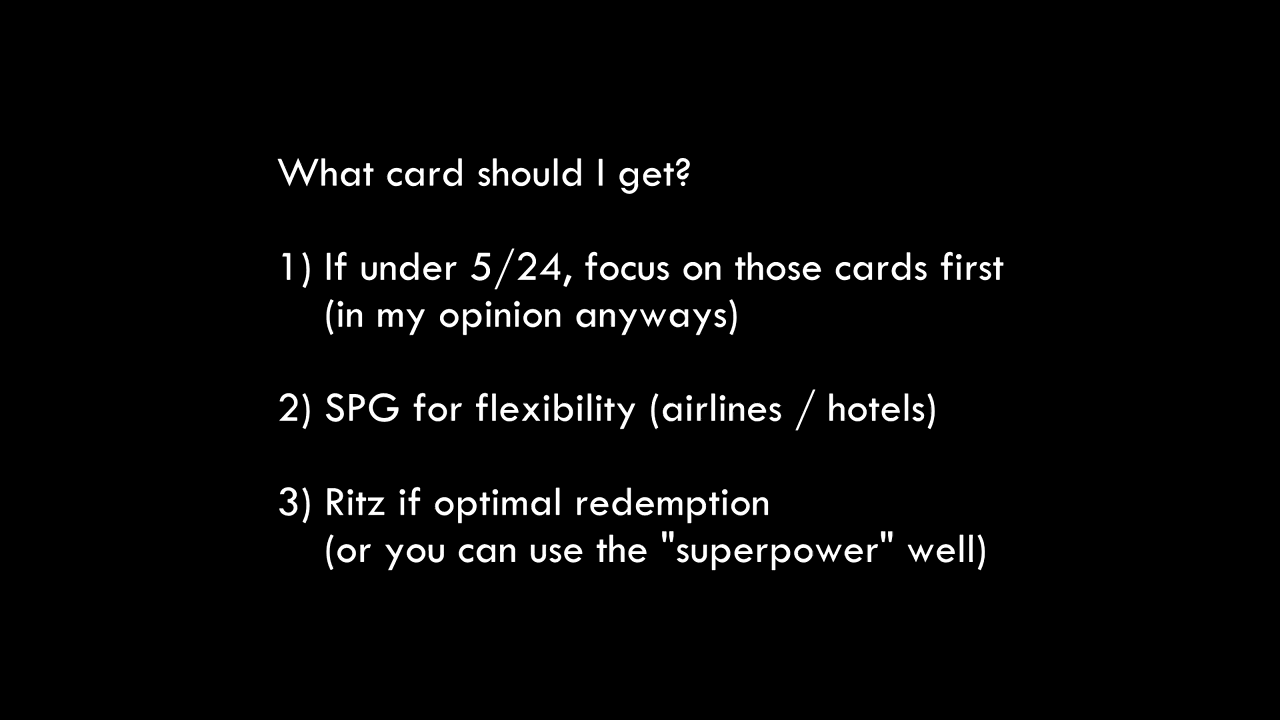 What card should I get?
1) If under 5/24, focus on those cards first
(in my opinion anyways)
2) SPG for flexibility (airlines / hotels)
3) Ritz if optimal redemption
(or you can use the "superpower" well)